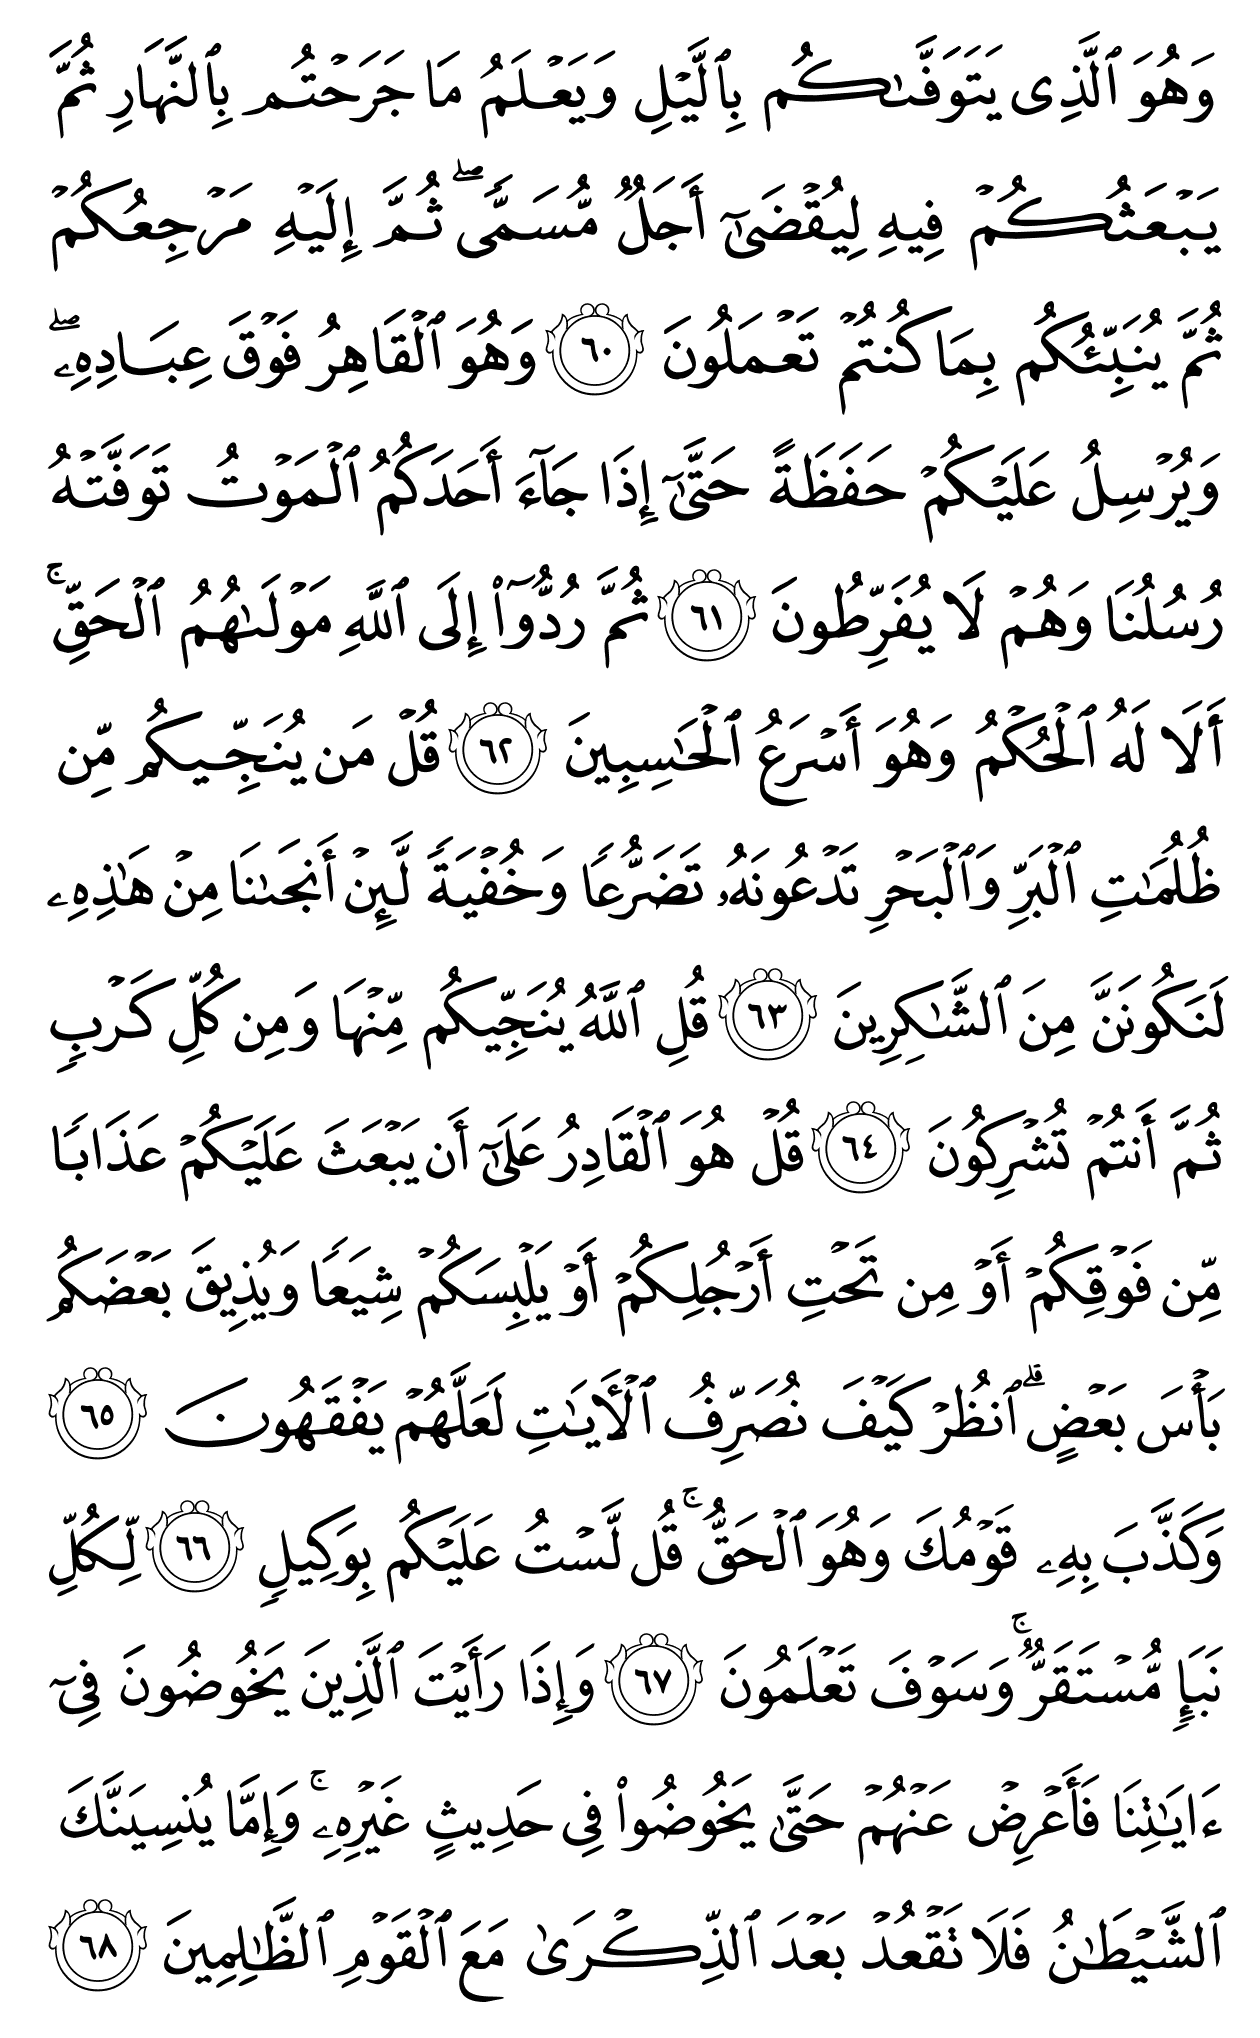 وَهُوَ ٱلَّذِى يَتَوَفَّىٰكُم بِٱلَّيْلِ وَيَعْلَمُ مَا جَرَحْتُم بِٱلنَّهَارِ ثُمَّ
يَبْعَثُكُمْ فِيهِ لِيُقْضَىٰٓ أَجَلٌ مُّسَمًّى ۖ ثُمَّ إِلَيْهِ مَرْجِعُكُمْ
ثُمَّ يُنَبِّئُكُم بِمَا كُنتُمْ تَعْمَلُونَ ٦٠ وَهُوَ ٱلْقَاهِرُ فَوْقَ عِبَادِهِۦ ۖ
وَيُرْسِلُ عَلَيْكُمْ حَفَظَةً حَتَّىٰٓ إِذَا جَآءَ أَحَدَكُمُ ٱلْمَوْتُ تَوَفَّتْهُ
رُسُلُنَا وَهُمْ لَا يُفَرِّطُونَ ٦١ ثُمَّ رُدُّوٓا۟ إِلَى ٱللَّهِ مَوْلَىٰهُمُ ٱلْحَقِّ ۚ
أَلَا لَهُ ٱلْحُكْمُ وَهُوَ أَسْرَعُ ٱلْحَـٰسِبِينَ ٦٢ قُلْ مَن يُنَجِّيكُم مِّن
ظُلُمَـٰتِ ٱلْبَرِّ وَٱلْبَحْرِ تَدْعُونَهُۥ تَضَرُّعًا وَخُفْيَةً لَّئِنْ أَنجَىٰنَا مِنْ هَـٰذِهِۦ
لَنَكُونَنَّ مِنَ ٱلشَّـٰكِرِينَ ٦٣ قُلِ ٱللَّهُ يُنَجِّيكُم مِّنْهَا وَمِن كُلِّ كَرْبٍ
ثُمَّ أَنتُمْ تُشْرِكُونَ ٦٤ قُلْ هُوَ ٱلْقَادِرُ عَلَىٰٓ أَن يَبْعَثَ عَلَيْكُمْ عَذَابًا
مِّن فَوْقِكُمْ أَوْ مِن تَحْتِ أَرْجُلِكُمْ أَوْ يَلْبِسَكُمْ شِيَعًا وَيُذِيقَ بَعْضَكُم
بَأْسَ بَعْضٍ ۗ ٱنظُرْ كَيْفَ نُصَرِّفُ ٱلْـَٔايَـٰتِ لَعَلَّهُمْ يَفْقَهُونَ ٦٥
وَكَذَّبَ بِهِۦ قَوْمُكَ وَهُوَ ٱلْحَقُّ ۚ قُل لَّسْتُ عَلَيْكُم بِوَكِيلٍ ٦٦ لِّكُلِّ
نَبَإٍ مُّسْتَقَرٌّ ۚ وَسَوْفَ تَعْلَمُونَ ٦٧ وَإِذَا رَأَيْتَ ٱلَّذِينَ يَخُوضُونَ فِىٓ
ءَايَـٰتِنَا فَأَعْرِضْ عَنْهُمْ حَتَّىٰ يَخُوضُوا۟ فِى حَدِيثٍ غَيْرِهِۦ ۚ وَإِمَّا يُنسِيَنَّكَ
ٱلشَّيْطَـٰنُ فَلَا تَقْعُدْ بَعْدَ ٱلذِّكْرَىٰ مَعَ ٱلْقَوْمِ ٱلظَّـٰلِمِينَ ٦٨